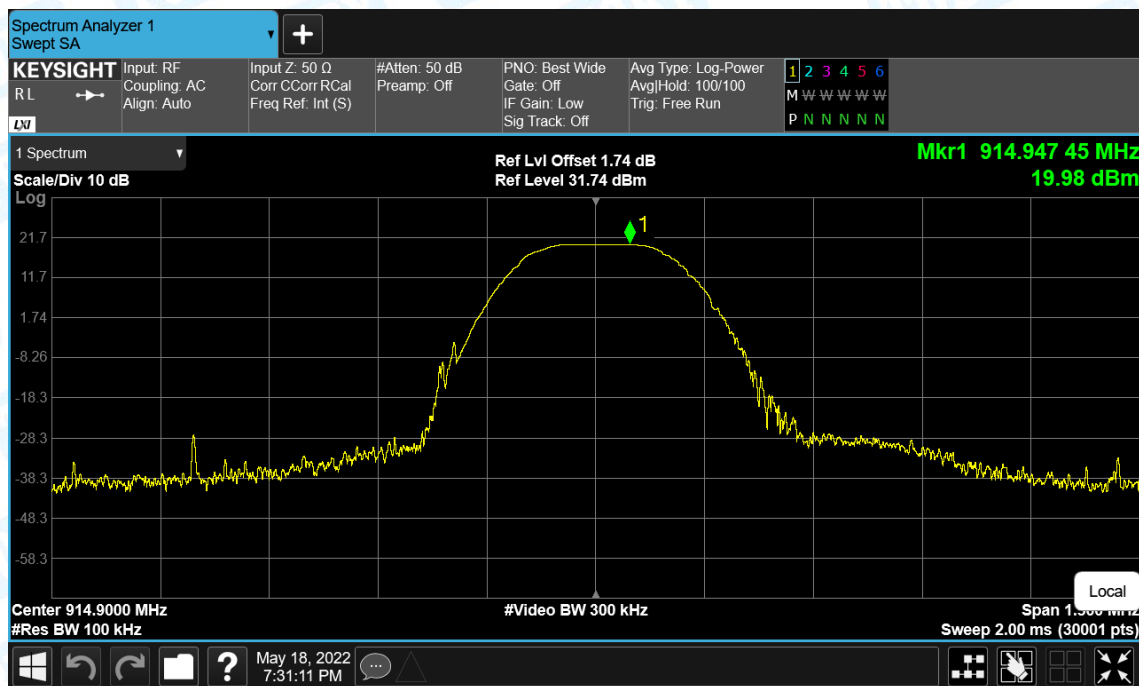 Spectrum Analyzer 1
Swept SA
+
KEYSIGHT
R L
LXI
Input: RF
Coupling: AC
Align: Auto
Input Z: 50 Ω
Corr CCorr RCal
Freq Ref: Int (S)
#Atten: 50 dB
Preamp: Off
PNO: Best Wide
Gate: Off
IF Gain: Low
Sig Track: Off
Avg Type: Log-Power
Avg|Hold: 100/100
Trig: Free Run
1 2 3 4 5 6
M W W W W W
P N N N N N
1 Spectrum
Scale/Div 10 dB
Log
Ref Lvl Offset 1.74 dB
Ref Level 31.74 dBm
Mkr1 914.947 45 MHz
19.98 dBm
1
21.7
11.7
1.74
-8.26
-18.3
-28.3
-38.3
-48.3
-58.3
Local
Center 914.9000 MHz
#Video BW 300 kHz
Span
#Res BW 100 kHz
Sweep 2.00 ms (30001 pts)
?
May 18, 2022
7:31:11 PM